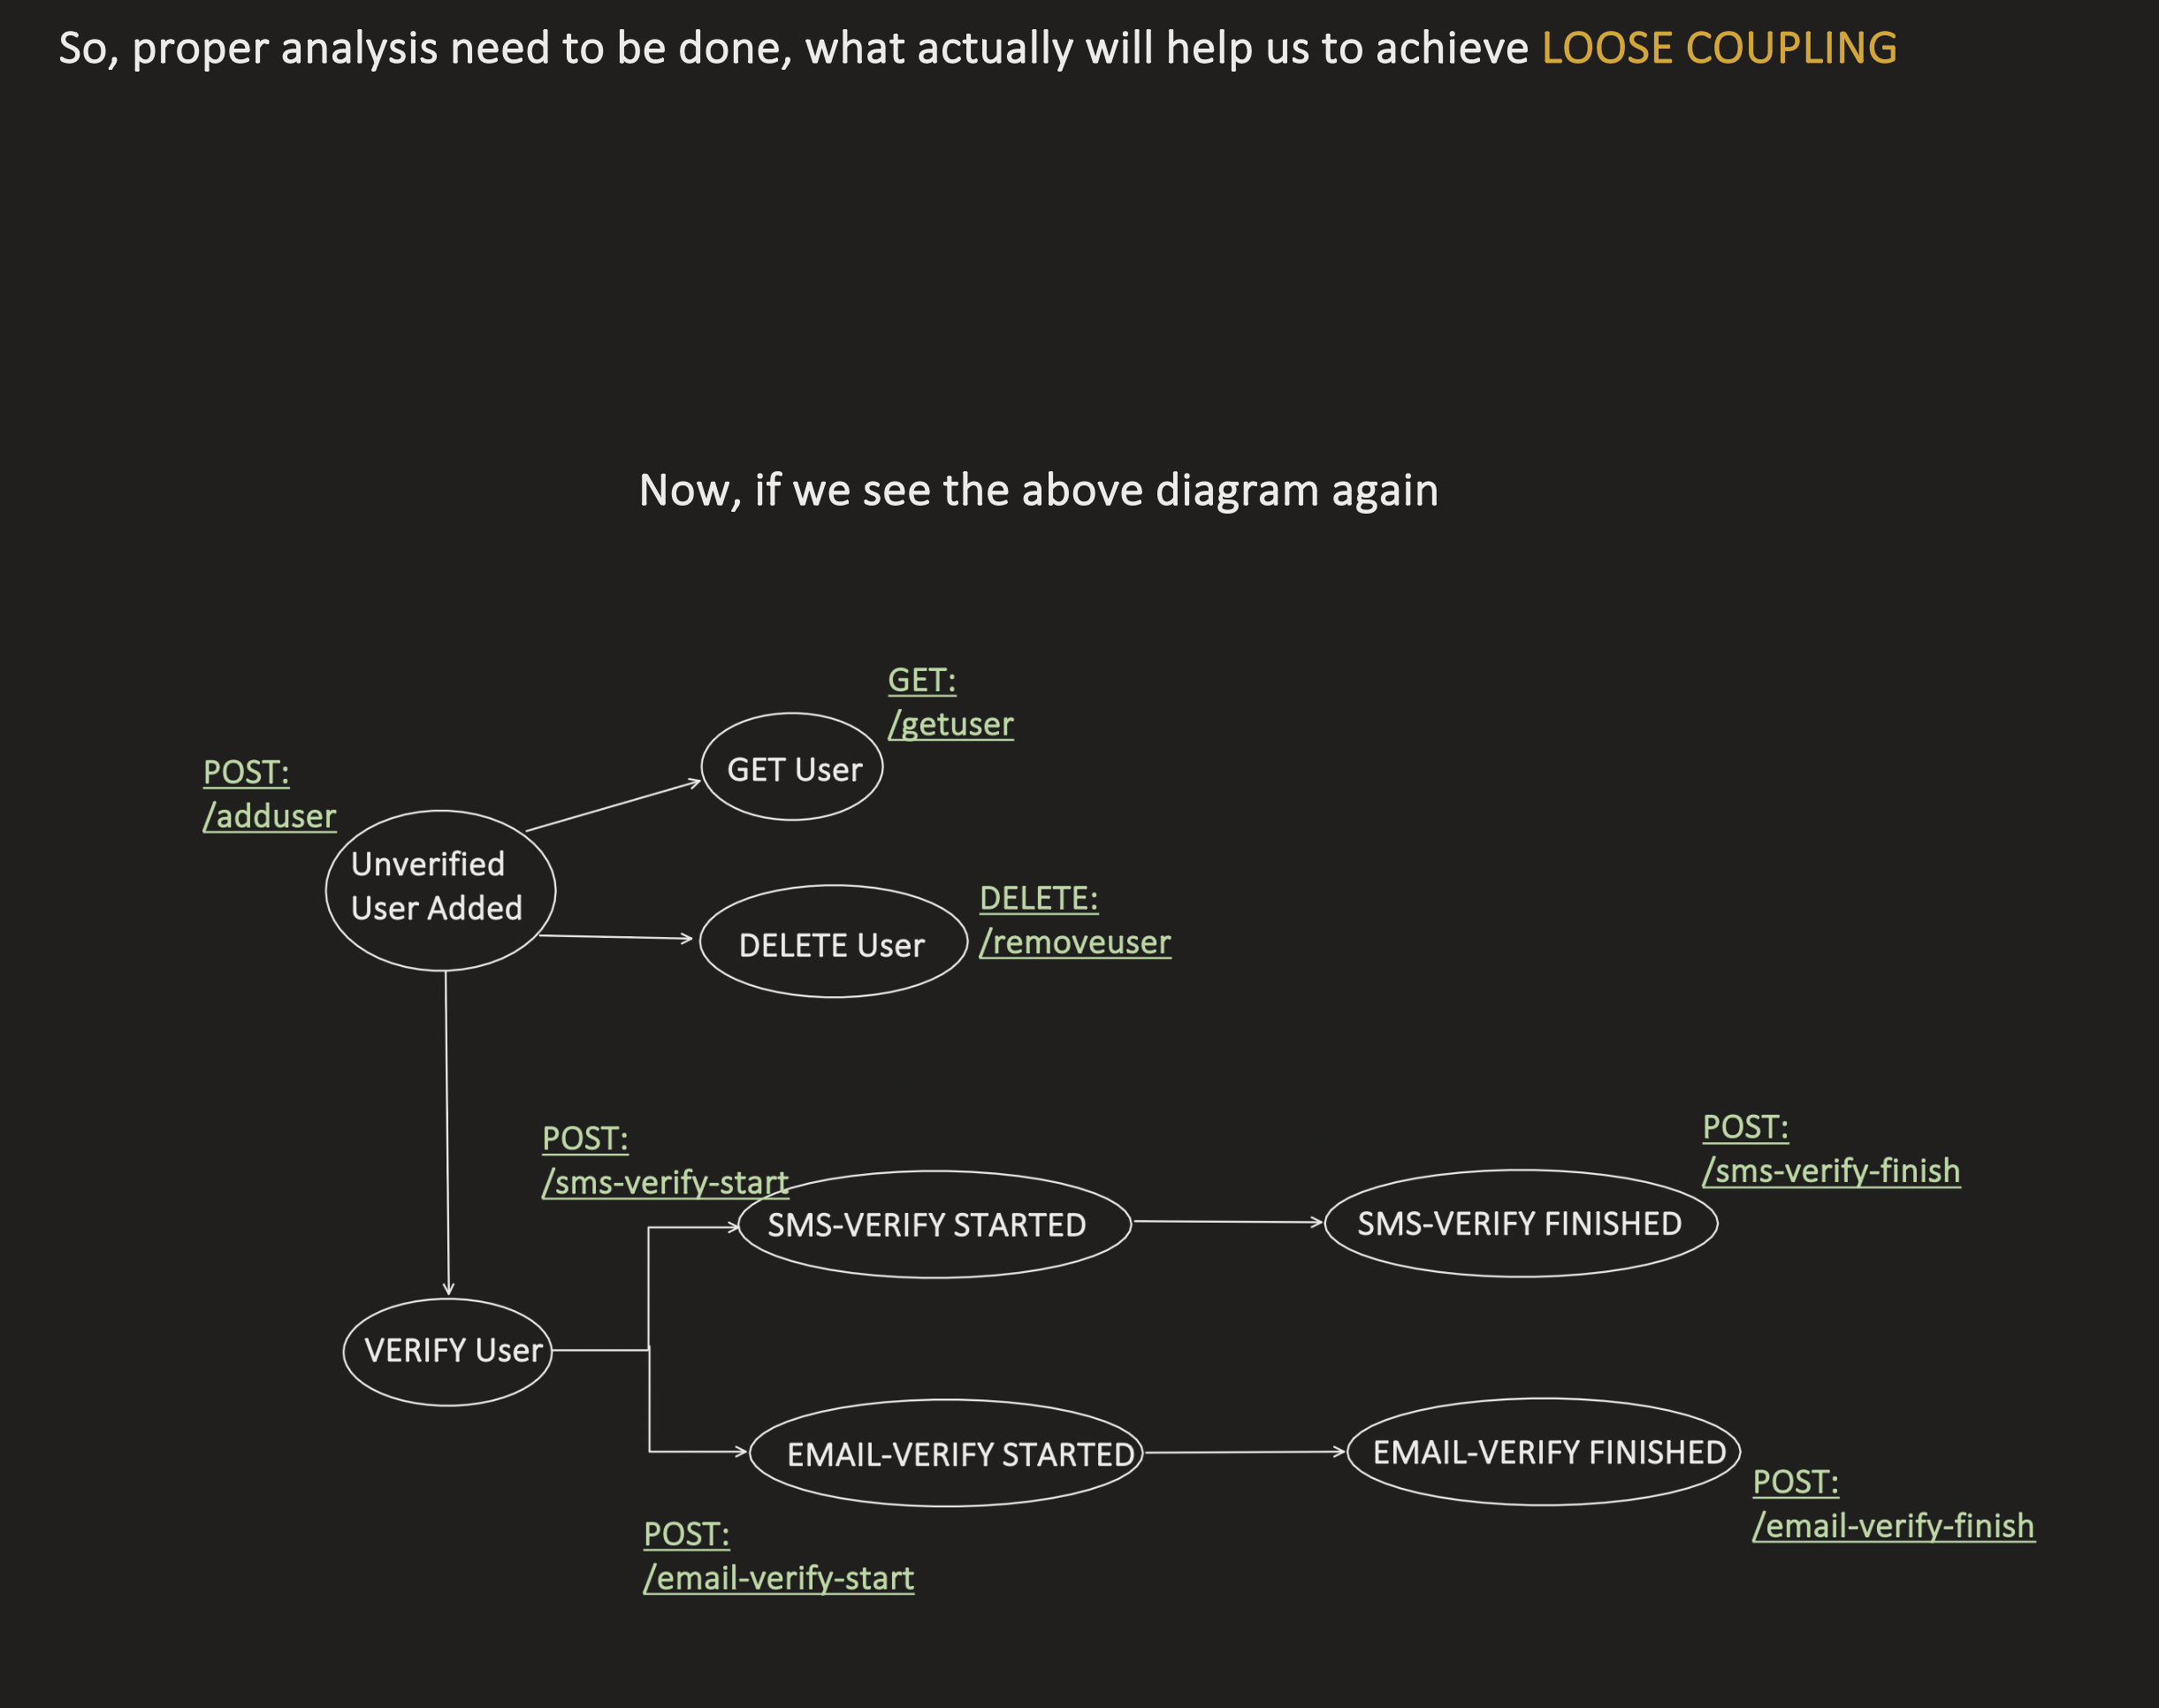 So, proper analysis need to be done, what actually will help us to achieve LOOSE COUPLING
Now, if we see the above diagram again
GET:
/getuser
GET User
POST:
/adduser
Unverified
User Added
DELETE:
/removeuser
DELETE User
POST:
/sms-verify-start
SMS-VERIFY STARTED
POST:
/sms-verify-finish
SMS-VERIFY FINISHED
VERIFY User
EMAIL-VERIFY STARTED
EMAIL-VERIFY FINISHED
POST:
/email-verify-finish
POST:
/email-verify-start